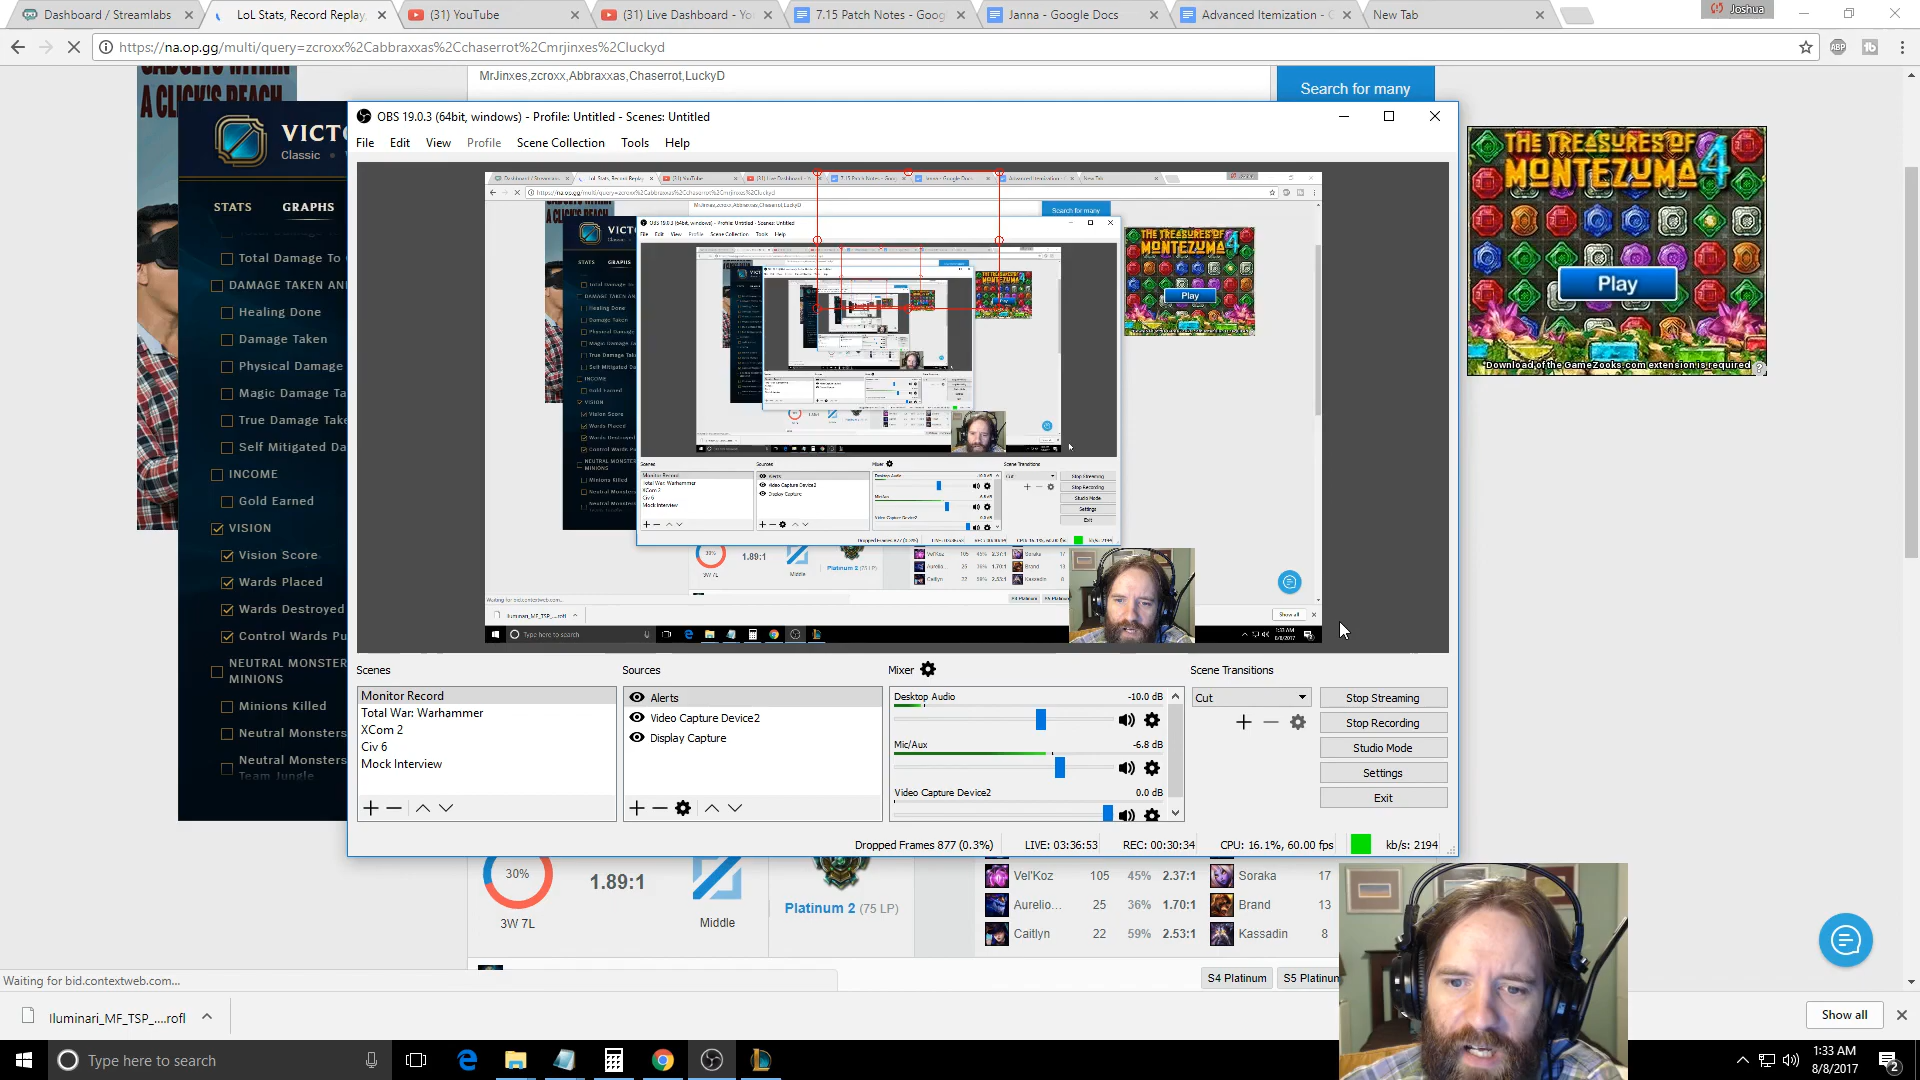 Dashboard / Streamlabs
LoL Stats, Record Replay,
(31) YouTube
(31) Live Dashboard - Yo
7.15 Patch Notes - Goog
Janna - Google Docs
Advanced Itemization - G
New Tab
Joshua
https://na.op.gg/multi/query=zcroxx%2Cabbraxxas%2Cchaserrot%2Cmrjinxes%2Cluckyd
ABP
MrJinxes,zcroxx,Abbraxxas,Chaserrot,LuckyD
Search for many
A CLICK'S REACH
VICTO
Classic
STATS
GRAPHS
Total Damage To
DAMAGE TAKEN AN
Healing Done
Damage Taken
Physical Damage
Magic Damage Ta
True Damage Take
Self Mitigated Da
INCOME
Gold Earned
VISION
Vision Score
Wards Placed
Wards Destroyed
Control Wards Pu
NEUTRAL MONSTER
MINIONS
Minions Killed
Neutral Monsters
Neutral Monsters
Team Jungle
OBS 19.0.3 (64bit, windows) - Profile: Untitled - Scenes: Untitled
File
Edit
View
Profile
Scene Collection
Tools
Help
THE TREASURES OF
MONTEZUMA 4
Play
Download of the GameZooks.com extension is required
Scenes
Monitor Record
Total War: Warhammer
XCom 2
Civ 6
Mock Interview
Sources
Alerts
Video Capture Device2
Display Capture
Mixer
Desktop Audio
-10.0 dB
Mic/Aux
-6.8 dB
Video Capture Device2
0.0 dB
Scene Transitions
Cut
Stop Streaming
Stop Recording
Studio Mode
Settings
Exit
Dropped Frames 877 (0.3%)
LIVE: 03:36:53
REC: 00:30:34
CPU: 16.1%, 60.00 fps
kb/s: 2194
30%
3W 7L
1.89:1
Middle
Platinum 2 (75 LP)
Vel'Koz 105 45% 2.37:1 Soraka 17
Aurelio... 25 36% 1.70:1 Brand 13
Caitlyn 22 59% 2.53:1 Kassadin 8
S4 Platinum
S5 Platinum
Waiting for bid.contextweb.com...
Iluminari_MF_TSP_....rofl
Show all
Type here to search
1:33 AM
8/8/2017
2